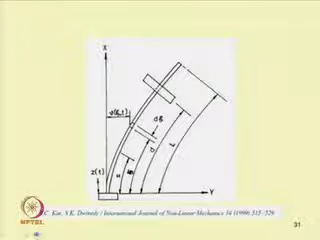 X
v(ξ,t)
dξ
d
L
z(t)
Y
C. Kar, S.K. Dwivedy / International Journal of Non-Linear Mechanics 34 (1999) 515-529
NPTEL
31